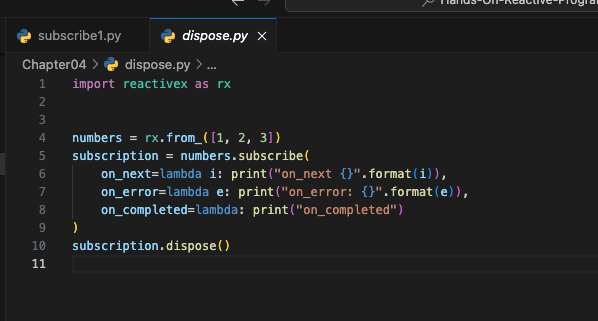 Hands-On-Reactive-Progra
subscribe1.py
dispose.py
Chapter04 > dispose.py > ...
1 import reactivex as rx
2
3
4 numbers = rx.from_([1, 2, 3])
5 subscription = numbers.subscribe(
6     on_next=lambda i: print("on_next {}".format(i)),
7     on_error=lambda e: print("on_error: {}".format(e)),
8     on_completed=lambda: print("on_completed")
9 )
10 subscription.dispose()
11